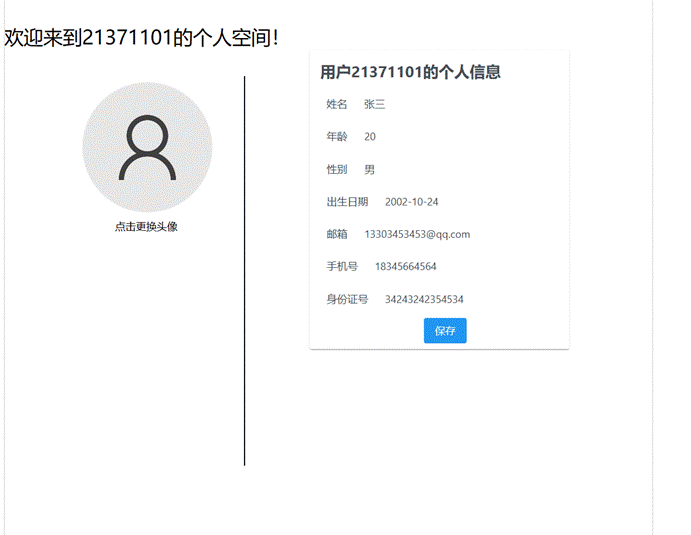 欢迎来到21371101的个人空间！
点击更换头像
用户21371101的个人信息
姓名 张三
年龄 20
性别 男
出生日期 2002-10-24
邮箱 13303453453@qq.com
手机号 18345664564
身份证号 34243242354534
保存